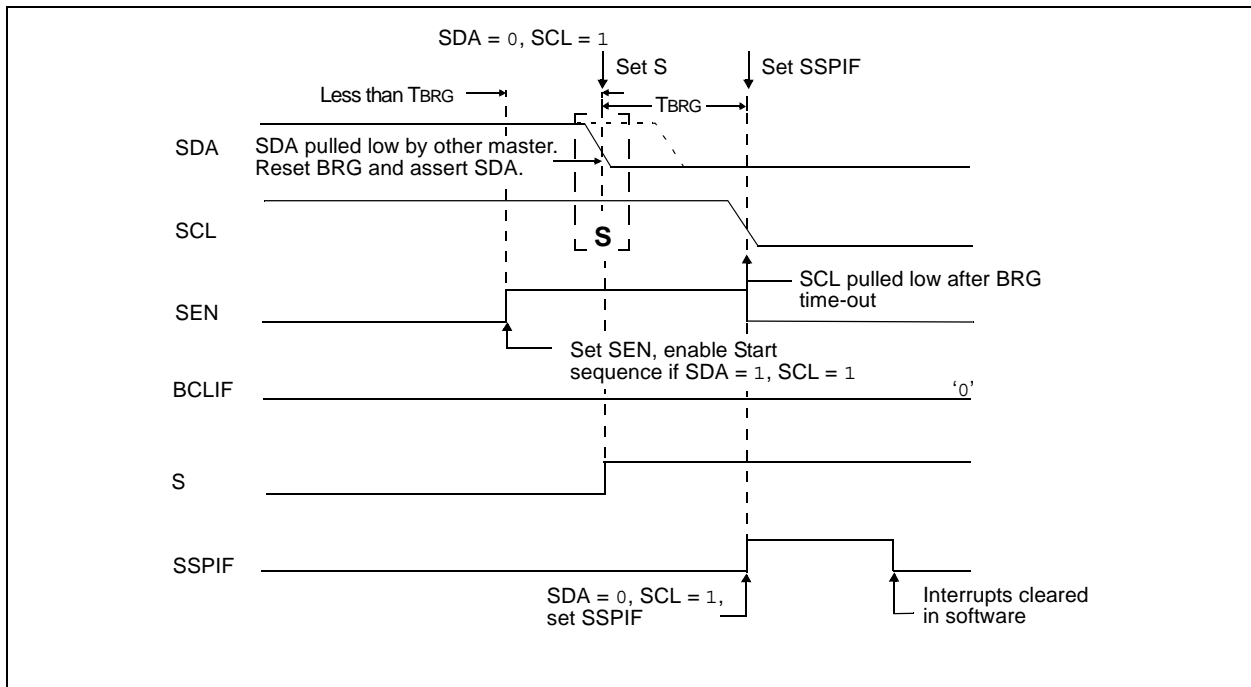 SDA = 0, SCL = 1
Set S
Set SSPIF
Less than TBRG
TBRG
SDA
SDA pulled low by other master.
Reset BRG and assert SDA.
SCL
S
SCL pulled low after BRG
time-out
SEN
Set SEN, enable Start
sequence if SDA = 1, SCL = 1
BCLIF
‘0’
S
SSPIF
SDA = 0, SCL = 1,
set SSPIF
Interrupts cleared
in software